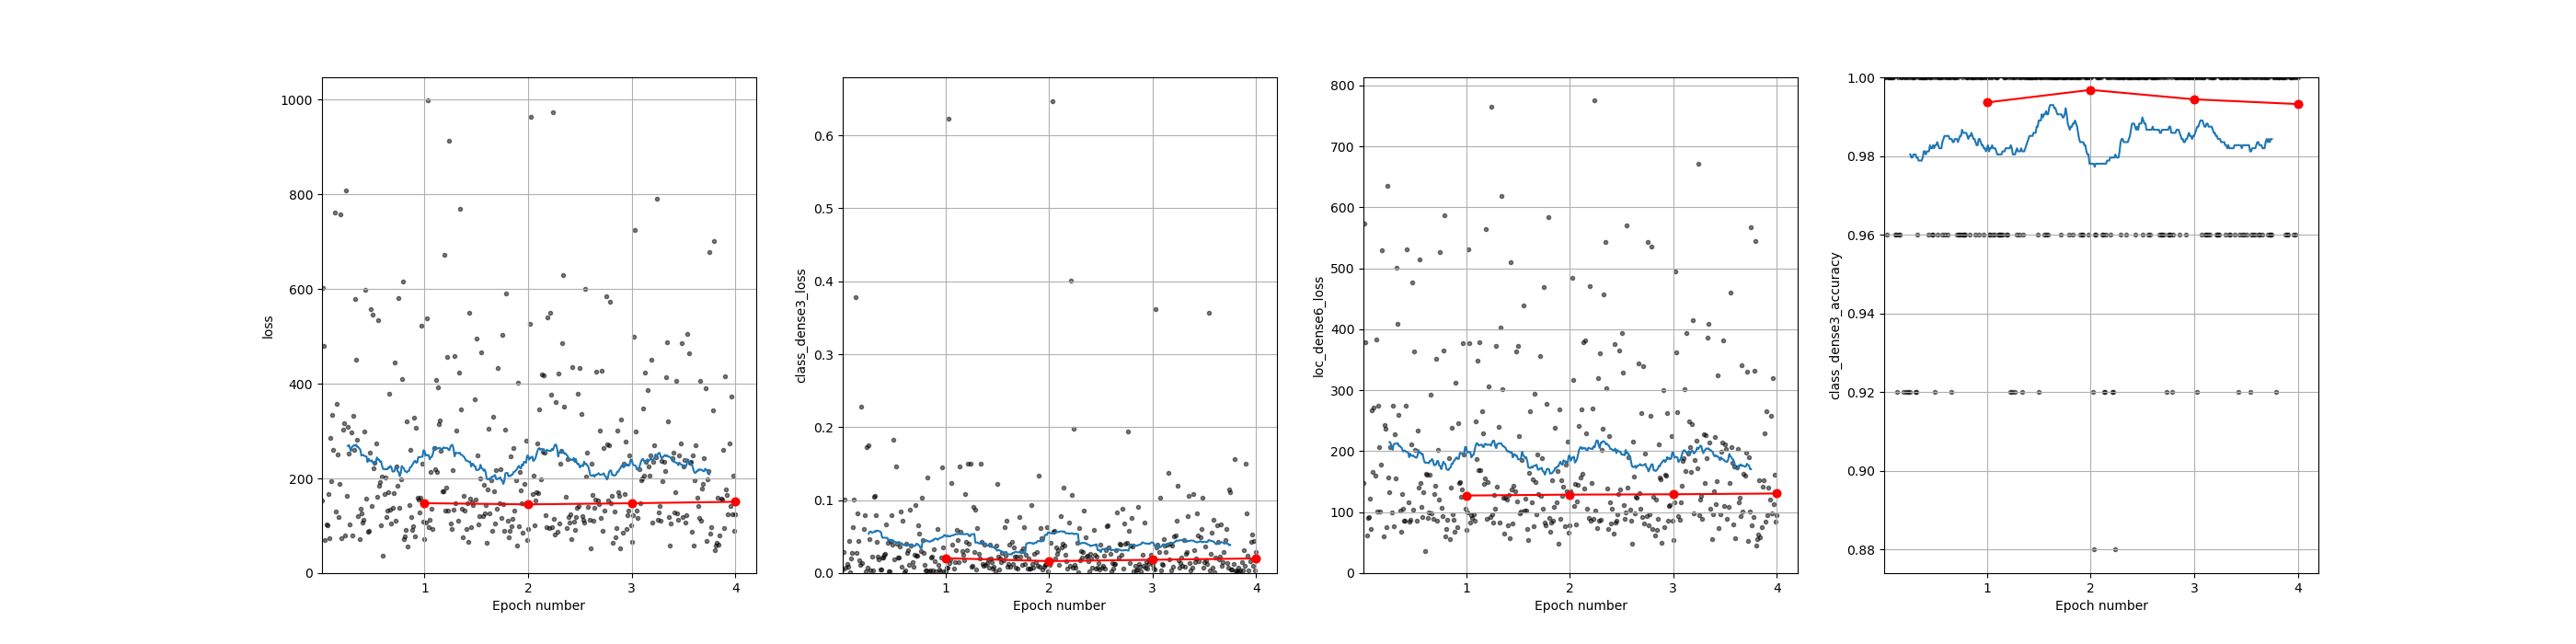 loss
1000
800
600
400
200
0
1 2 3 4
Epoch number
class_dense3_loss
0.6
0.5
0.4
0.3
0.2
0.1
0.0
1 2 3 4
Epoch number
loc_dense6_loss
800
700
600
500
400
300
200
100
0
1 2 3 4
Epoch number
class_dense3_accuracy
1.00
0.98
0.96
0.94
0.92
0.90
0.88
1 2 3 4
Epoch number